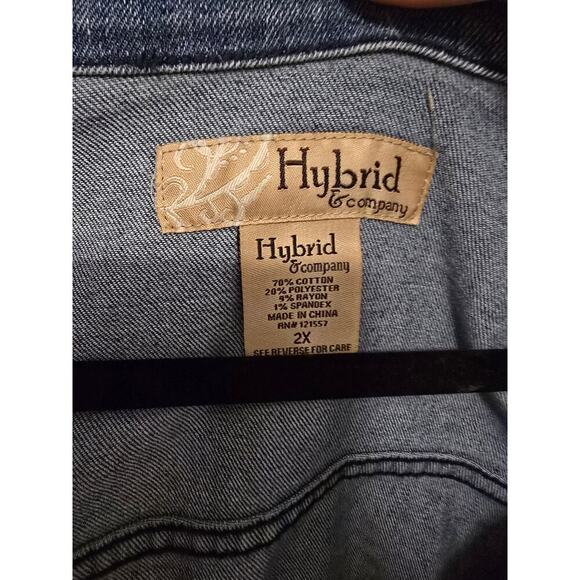 Hybrid
& company
Hybrid
& company
70% COTTON
20% POLYESTER
9% RAYON
1% SPANDEX
MADE IN CHINA
RN# 121557
2X
SEE REVERSE FOR CARE